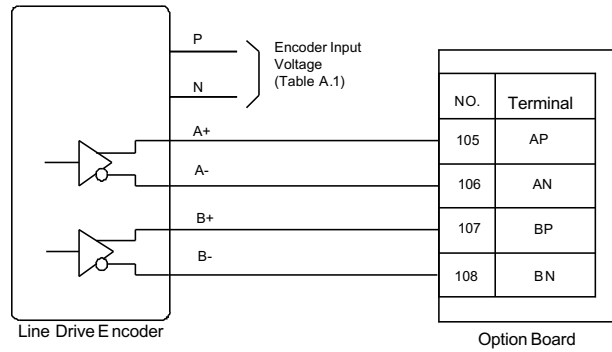 P
Encoder Input
Voltage
(Table A.1)
N
A+
A-
B+
B-
Line Drive Encoder
NO. Terminal
105 AP
106 AN
107 BP
108 BN
Option Board